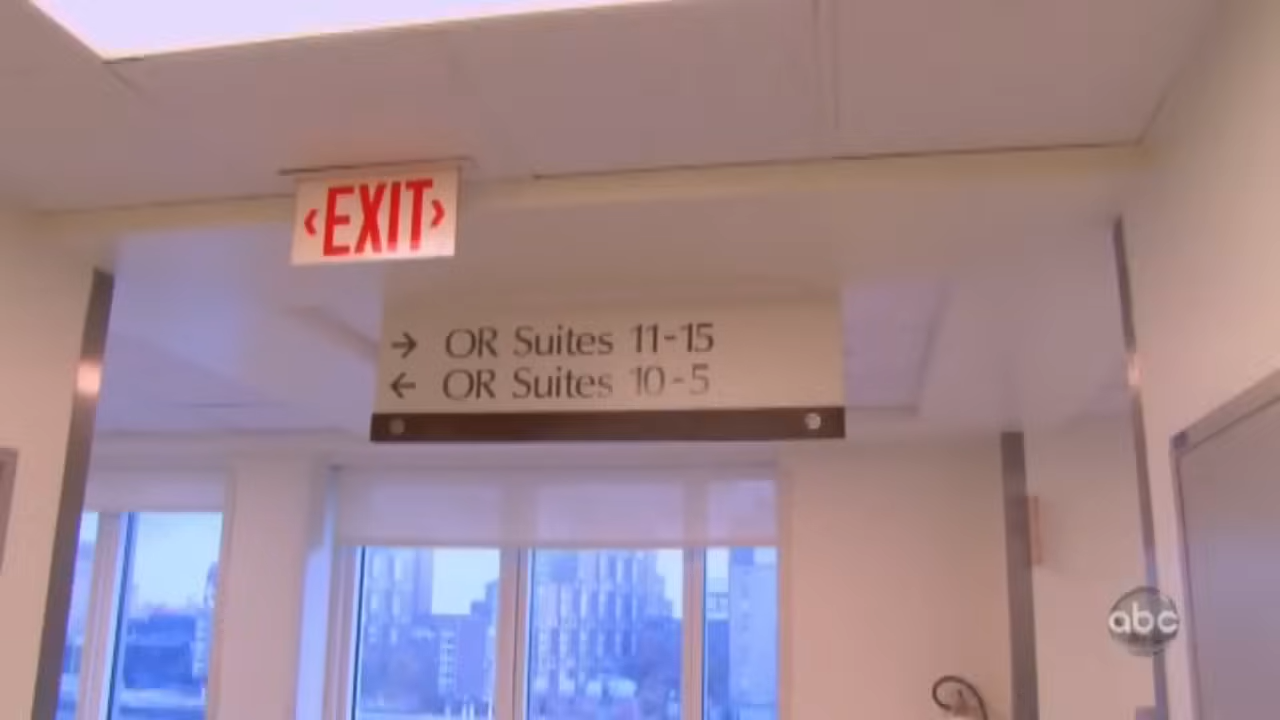 ‹EXIT›
→ OR Suites 11-15
← OR Suites 10-5
abc